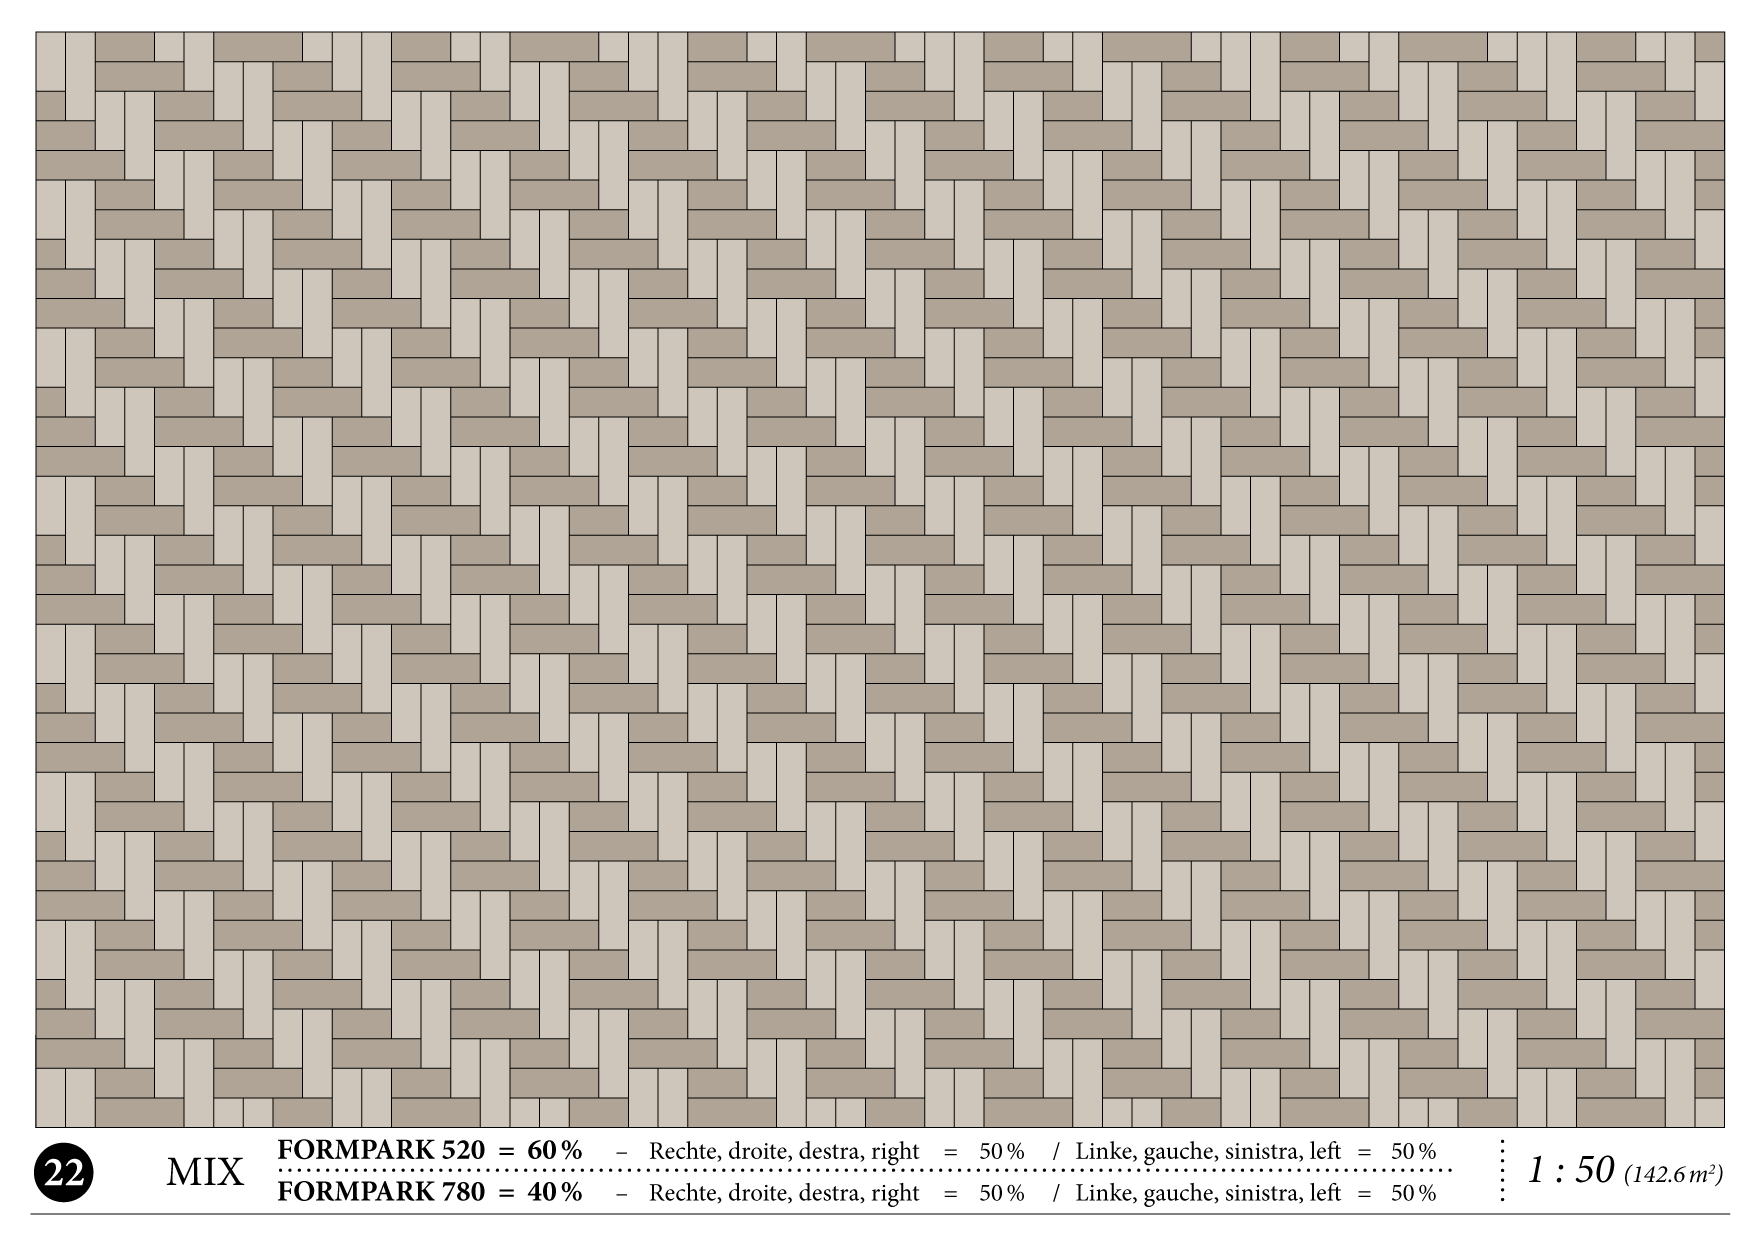 22 MIX
FORMPARK 520 = 60 % – Rechte, droite, destra, right = 50 % / Linke, gauche, sinistra, left = 50 %
FORMPARK 780 = 40 % – Rechte, droite, destra, right = 50 % / Linke, gauche, sinistra, left = 50 %
1 : 50 (142.6 m²)